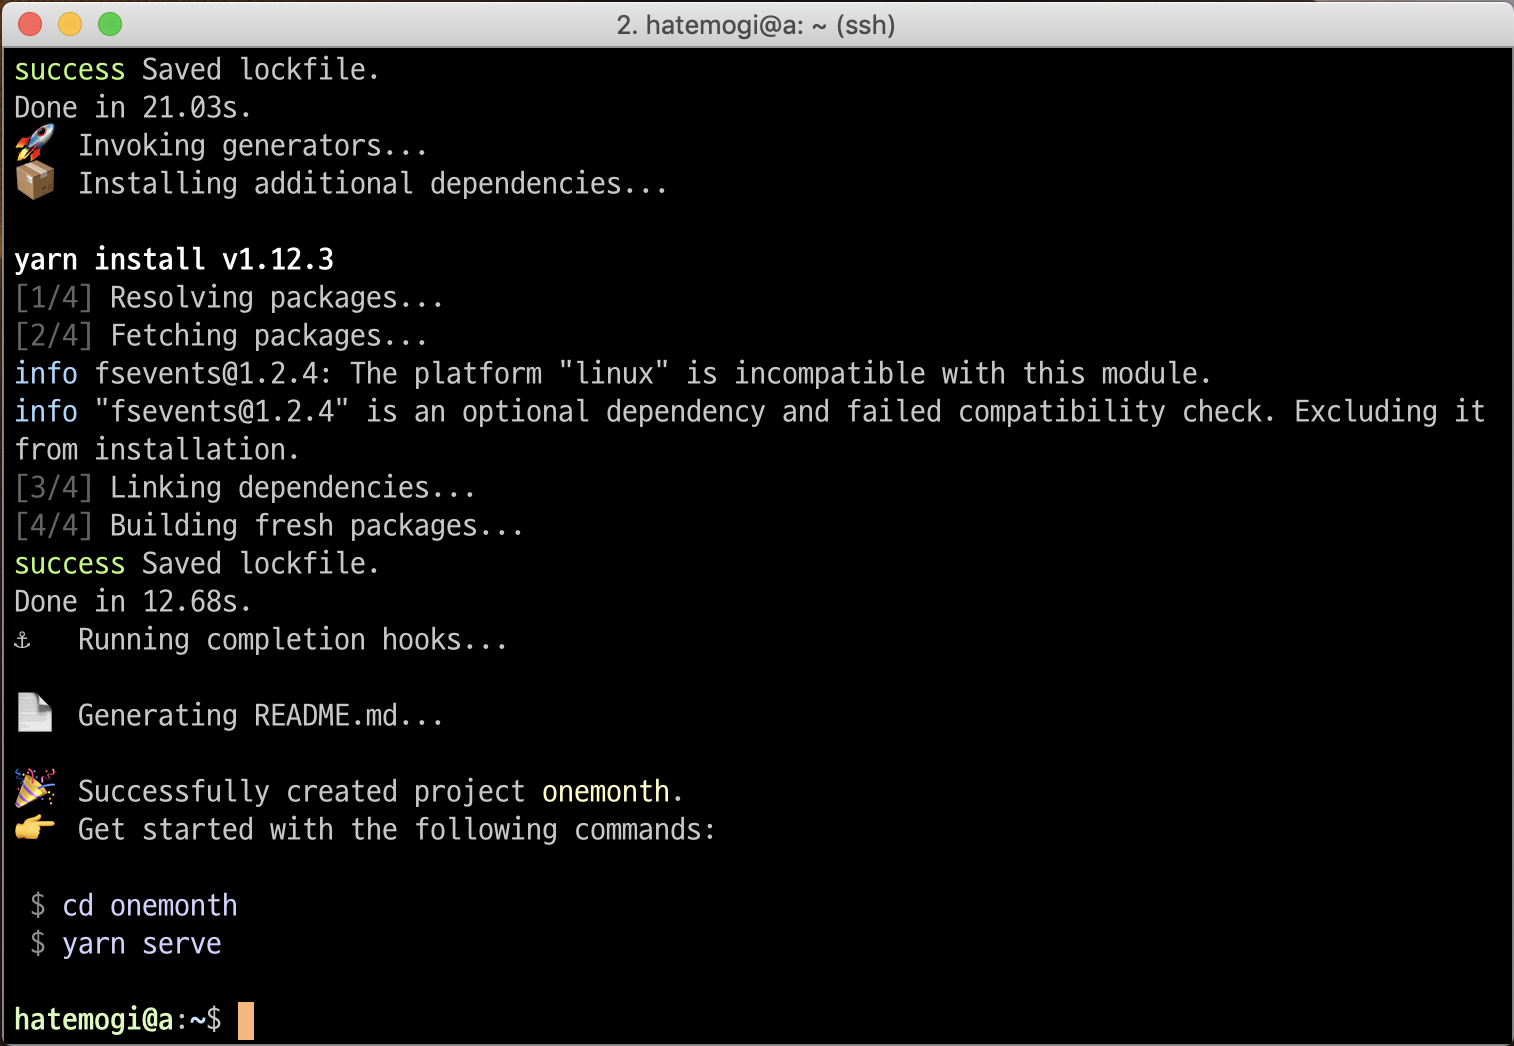 2. hatemogi@a: ~ (ssh)
success Saved lockfile.
Done in 21.03s.
🚀 Invoking generators...
📦 Installing additional dependencies...
yarn install v1.12.3
[1/4] Resolving packages...
[2/4] Fetching packages...
info fsevents@1.2.4: The platform "linux" is incompatible with this module.
info "fsevents@1.2.4" is an optional dependency and failed compatibility check. Excluding it
from installation.
[3/4] Linking dependencies...
[4/4] Building fresh packages...
success Saved lockfile.
Done in 12.68s.
⚓ Running completion hooks...
📄 Generating README.md...
🎉 Successfully created project onemonth.
👉 Get started with the following commands:
$ cd onemonth
$ yarn serve
hatemogi@a:~$